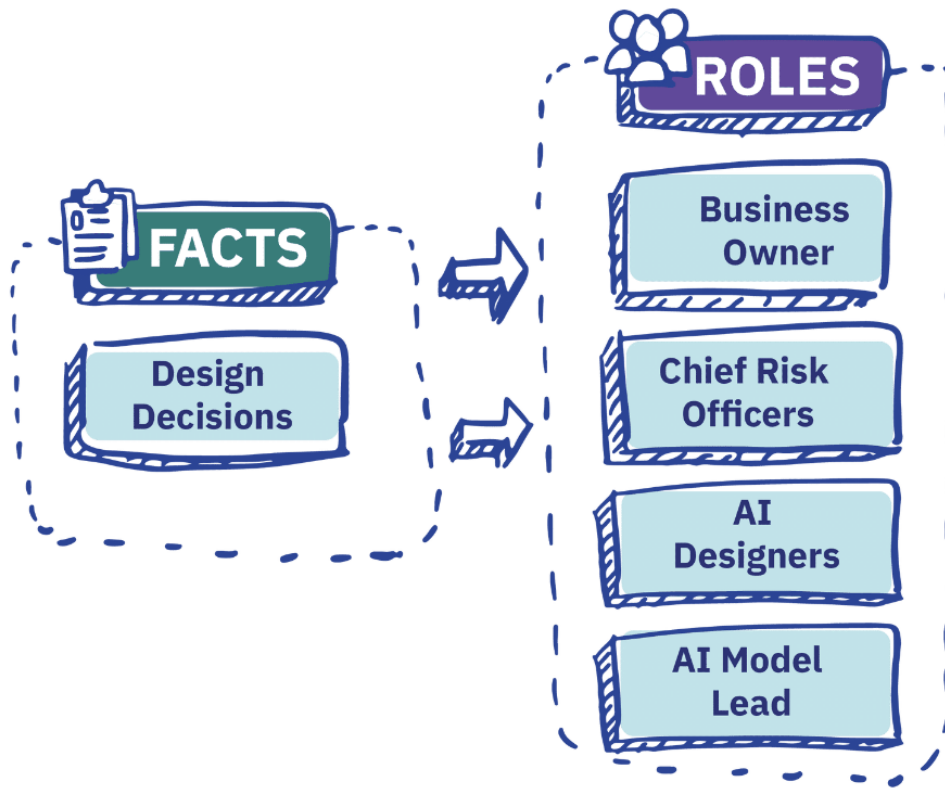 FACTS
Design
Decisions
ROLES
Business
Owner
Chief Risk
Officers
AI
Designers
AI Model
Lead